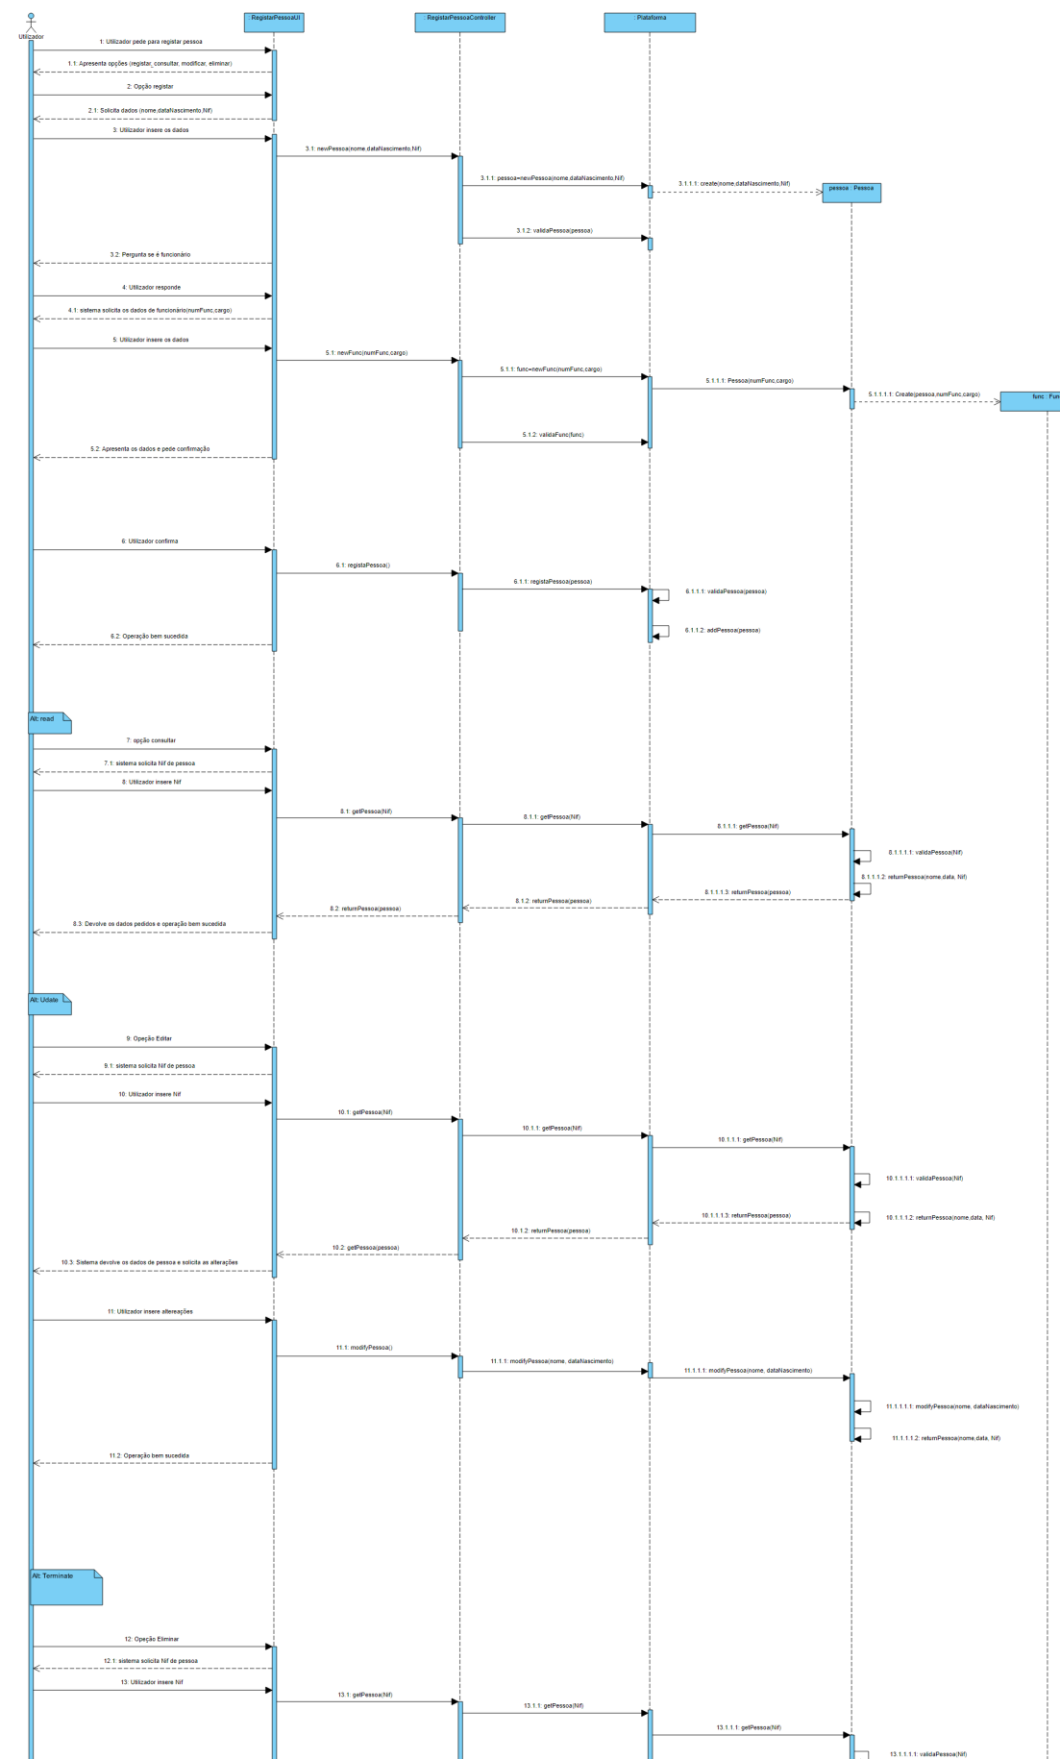 Utilizador
: RegistarPessoaUI
: RegistarPessoaController
: Plataforma
1: Utilizador pede para registar pessoa
1.1: Apresenta opções (registar, consultar, modificar, eliminar)
2: Opção registar
2.1: Solicita dados (nome,dataNascimento,Nif)
3: Utilizador insere os dados
3.1: newPessoa(nome,dataNascimento,Nif)
3.1.1: pessoa=newPessoa(nome,dataNascimento,Nif)
3.1.1.1: create(nome,dataNascimento,Nif)
pessoa : Pessoa
3.1.2: validaPessoa(pessoa)
3.2: Pergunta se é funcionário
4: Utilizador responde
4.1: sistema solicita os dados de funcionário(numFunc,cargo)
5: Utilizador insere os dados
5.1: newFunc(numFunc,cargo)
5.1.1: func=newFunc(numFunc,cargo)
5.1.1.1: Pessoa(numFunc,cargo)
5.1.1.1.1: Create(pessoa,numFunc,cargo)
func : Fun
5.1.2: validaFunc(func)
5.2: Apresenta os dados e pede confirmação
6: Utilizador confirma
6.1: registaPessoa()
6.1.1: registaPessoa(pessoa)
6.1.1.1: validaPessoa(pessoa)
6.1.1.2: addPessoa(pessoa)
6.2: Operação bem sucedida
Alt: read
7: opção consultar
7.1: sistema solicita Nif de pessoa
8: Utilizador insere Nif
8.1: getPessoa(Nif)
8.1.1: getPessoa(Nif)
8.1.1.1: getPessoa(Nif)
8.1.1.1.1: validaPessoa(Nif)
8.1.1.1.2: returnPessoa(nome,data, Nif)
8.1.1.1.3: returnPessoa(pessoa)
8.1.2: returnPessoa(pessoa)
8.2: returnPessoa(pessoa)
8.3: Devolve os dados pedidos e operação bem sucedida
Alt: Udate
9: Opeção Editar
9.1: sistema solicita Nif de pessoa
10: Utilizador insere Nif
10.1: getPessoa(Nif)
10.1.1: getPessoa(Nif)
10.1.1.1: getPessoa(Nif)
10.1.1.1.1: validaPessoa(Nif)
10.1.1.1.2: returnPessoa(nome,data, Nif)
10.1.1.1.3: returnPessoa(pessoa)
10.1.2: returnPessoa(pessoa)
10.2: getPessoa(pessoa)
10.3: Sistema devolve os dados de pessoa e solicita as alterações
11: Utilizador insere altereações
11.1: modifyPessoa()
11.1.1: modifyPessoa(nome, dataNascimento)
11.1.1.1: modifyPessoa(nome, dataNascimento)
11.1.1.1.1: modifyPessoa(nome, dataNascimento)
11.1.1.1.2: returnPessoa(nome,data, Nif)
11.2: Operação bem sucedida
Alt: Terminate
12: Opeção Eliminar
12.1: sistema solicita Nif de pessoa
13: Utilizador insere Nif
13.1: getPessoa(Nif)
13.1.1: getPessoa(Nif)
13.1.1.1: getPessoa(Nif)
13.1.1.1.1: validaPessoa(Nif)